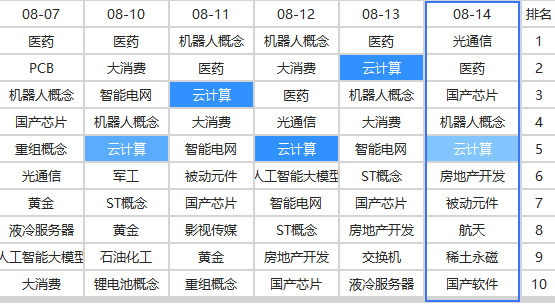 08-07 08-10 08-11 08-12 08-13 08-14 排名
医药 医药 机器人概念 机器人概念 医药 光通信 1
PCB 大消费 医药 大消费 云计算 医药 2
机器人概念 智能电网 云计算 医药 机器人概念 国产芯片 3
国产芯片 机器人概念 大消费 光通信 大消费 机器人概念 4
重组概念 云计算 智能电网 云计算 智能电网 云计算 5
光通信 军工 被动元件 人工智能大模型 ST概念 房地产开发 6
黄金 ST概念 国产芯片 智能电网 国产芯片 被动元件 7
液冷服务器 黄金 影视传媒 ST概念 房地产开发 航天 8
人工智能大模型 石油化工 黄金 房地产开发 交换机 稀土永磁 9
大消费 锂电池概念 重组概念 国产芯片 液冷服务器 国产软件 10